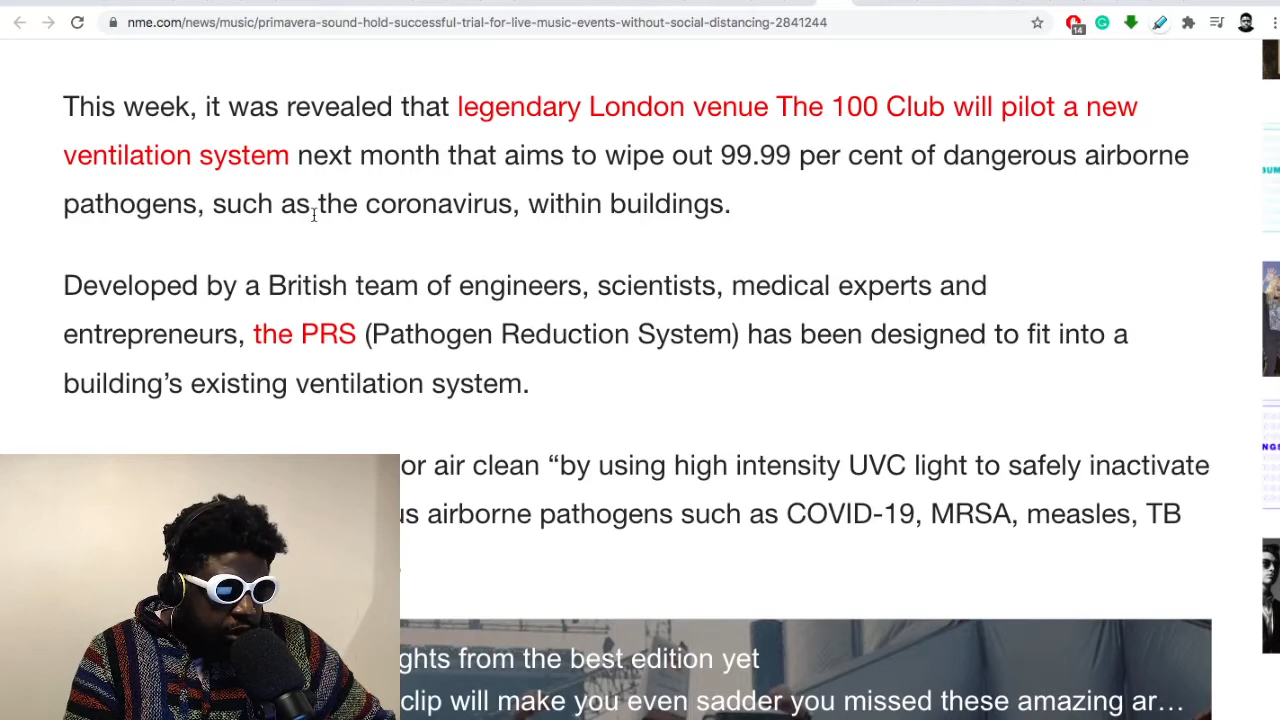 nme.com/news/music/primavera-sound-hold-successful-trial-for-live-music-events-without-social-distancing-2841244
14
This week, it was revealed that legendary London venue The 100 Club will pilot a new
ventilation system next month that aims to wipe out 99.99 per cent of dangerous airborne
pathogens, such as the coronavirus, within buildings.
Developed by a British team of engineers, scientists, medical experts and
entrepreneurs, the PRS (Pathogen Reduction System) has been designed to fit into a
building’s existing ventilation system.
or air clean “by using high intensity UVC light to safely inactivate
us airborne pathogens such as COVID-19, MRSA, measles, TB
ghts from the best edition yet
clip will make you even sadder you missed these amazing ar...